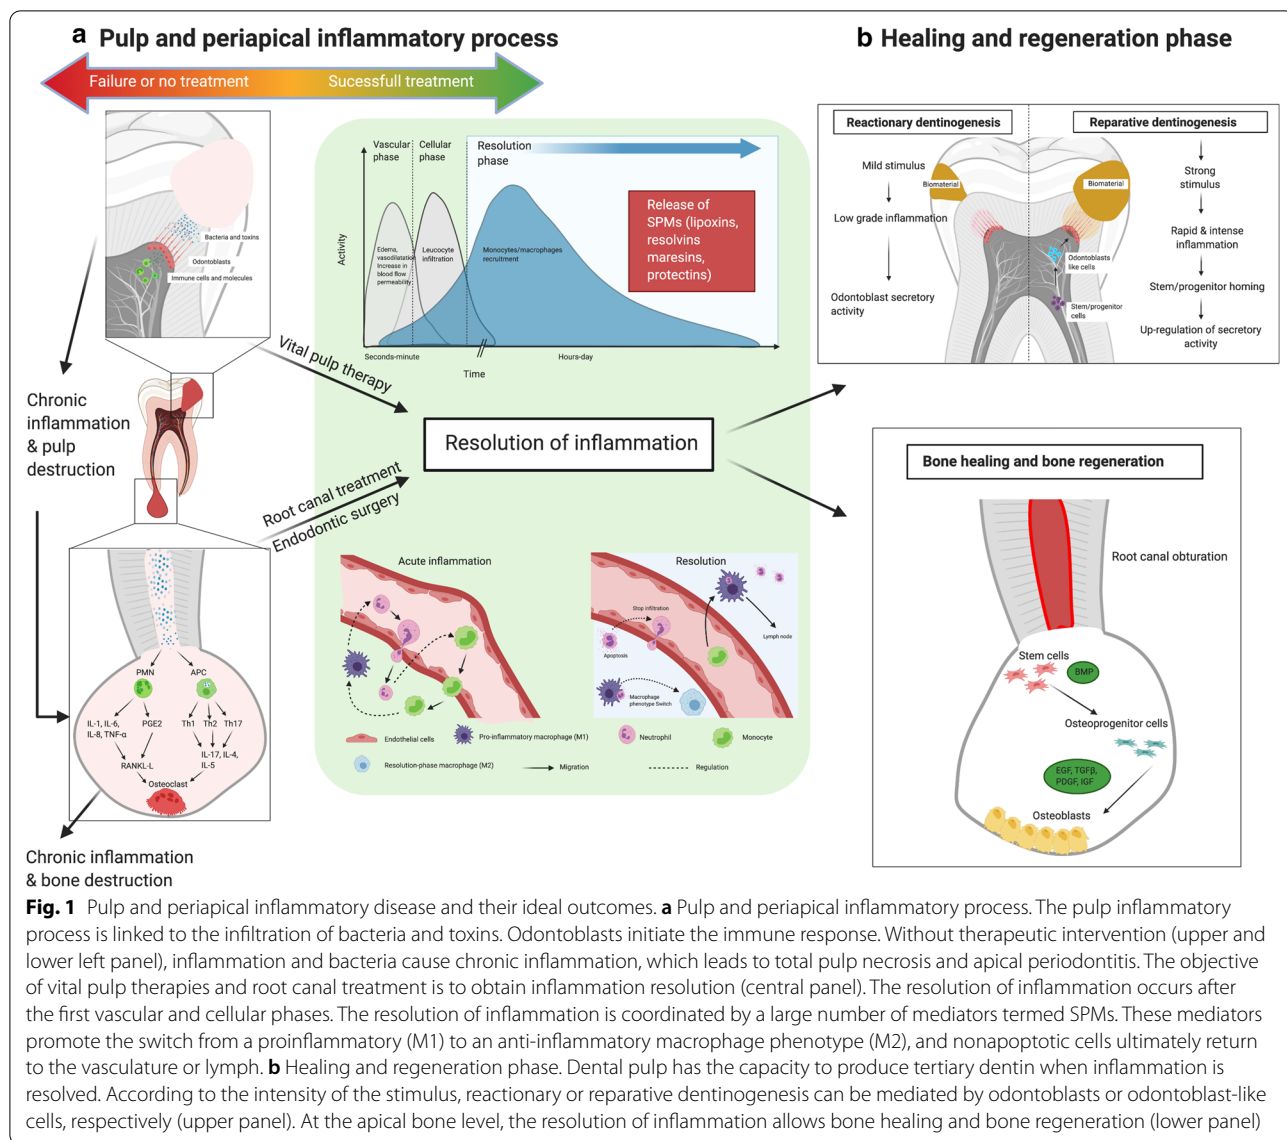 a Pulp and periapical inflammatory process
Failure or no treatment
Sucessfull treatment
Bacteria and toxins
Odontoblasts
Immune cells and molecules
Chronic
inflammation
& pulp
destruction
PMN
APC
IL-1, IL-6,
IL-8, TNF-α
PGE2
Th1
Th2
Th17
IL-17, IL-4,
IL-5
RANKL-L
Osteoclast
Chronic inflammation
& bone destruction
Vital pulp therapy
Root canal treatment
Endodontic surgery
Vascular
phase
Cellular
phase
Resolution
phase
Activity
Edema,
vasodilatation
Increase in
blood flow
permeability
Leucocyte
infiltration
Monocytes/macrophages
recruitment
Release of
SPMs (lipoxins,
resolvins
maresins,
protectins)
Seconds-minute
Hours-day
Time
Resolution of inflammation
Acute inflammation
Resolution
Stop infiltration
Apoptosis
Lymph node
Macrophage
phenotype Switch
Endothelial cells
Pro-inflammatory macrophage (M1)
Neutrophil
Monocyte
Resolution-phase macrophage (M2)
Migration
Regulation
b Healing and regeneration phase
Reactionary dentinogenesis
Mild stimulus
Low grade inflammation
Odontoblast secretory
activity
Biomaterial
Reparative dentinogenesis
Biomaterial
Odontoblasts
like cells
Stem/progenitor
cells
Strong
stimulus
Rapid & intense
inflammation
Stem/progenitor homing
Up-regulation of secretory
activity
Bone healing and bone regeneration
Root canal obturation
Stem cells
BMP
Osteoprogenitor cells
EGF, TGFβ,
PDGF, IGF
Osteoblasts
Fig. 1 Pulp and periapical inflammatory disease and their ideal outcomes. a Pulp and periapical inflammatory process. The pulp inflammatory
process is linked to the infiltration of bacteria and toxins. Odontoblasts initiate the immune response. Without therapeutic intervention (upper and
lower left panel), inflammation and bacteria cause chronic inflammation, which leads to total pulp necrosis and apical periodontitis. The objective
of vital pulp therapies and root canal treatment is to obtain inflammation resolution (central panel). The resolution of inflammation occurs after
the first vascular and cellular phases. The resolution of inflammation is coordinated by a large number of mediators termed SPMs. These mediators
promote the switch from a proinflammatory (M1) to an anti-inflammatory macrophage phenotype (M2), and nonapoptotic cells ultimately return
to the vasculature or lymph. b Healing and regeneration phase. Dental pulp has the capacity to produce tertiary dentin when inflammation is
resolved. According to the intensity of the stimulus, reactionary or reparative dentinogenesis can be mediated by odontoblasts or odontoblast-like
cells, respectively (upper panel). At the apical bone level, the resolution of inflammation allows bone healing and bone regeneration (lower panel)